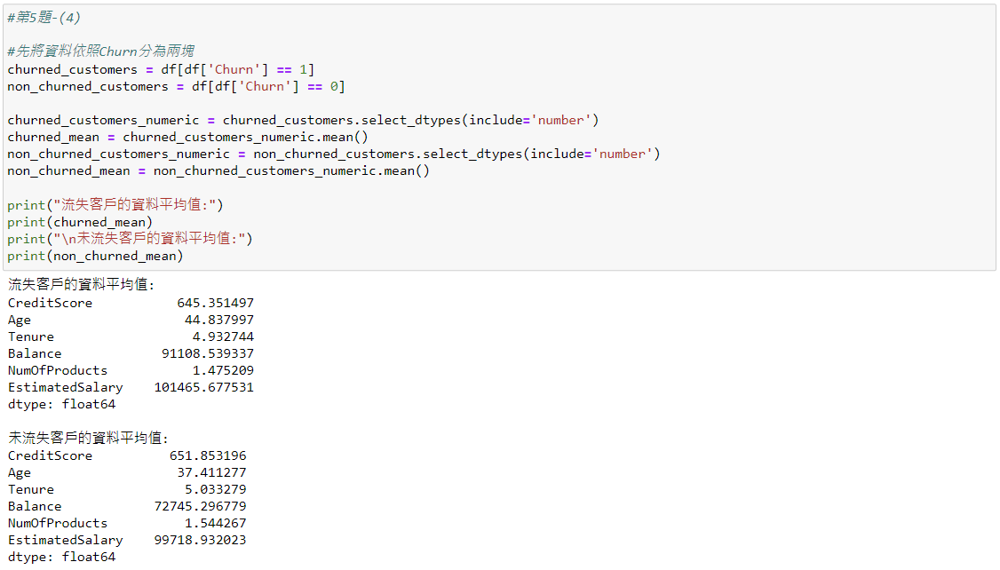 #第5題-(4)
#先將資料依照Churn分為兩塊
churned_customers = df[df['Churn'] == 1]
non_churned_customers = df[df['Churn'] == 0]
churned_customers_numeric = churned_customers.select_dtypes(include='number')
churned_mean = churned_customers_numeric.mean()
non_churned_customers_numeric = non_churned_customers.select_dtypes(include='number')
non_churned_mean = non_churned_customers_numeric.mean()
print("流失客戶的資料平均值:")
print(churned_mean)
print("\n未流失客戶的資料平均值:")
print(non_churned_mean)
流失客戶的資料平均值:
CreditScore 645.351497
Age 44.837997
Tenure 4.932744
Balance 91108.539337
NumOfProducts 1.475209
EstimatedSalary 101465.677531
dtype: float64
未流失客戶的資料平均值:
CreditScore 651.853196
Age 37.411277
Tenure 5.033279
Balance 72745.296779
NumOfProducts 1.544267
EstimatedSalary 99718.932023
dtype: float64